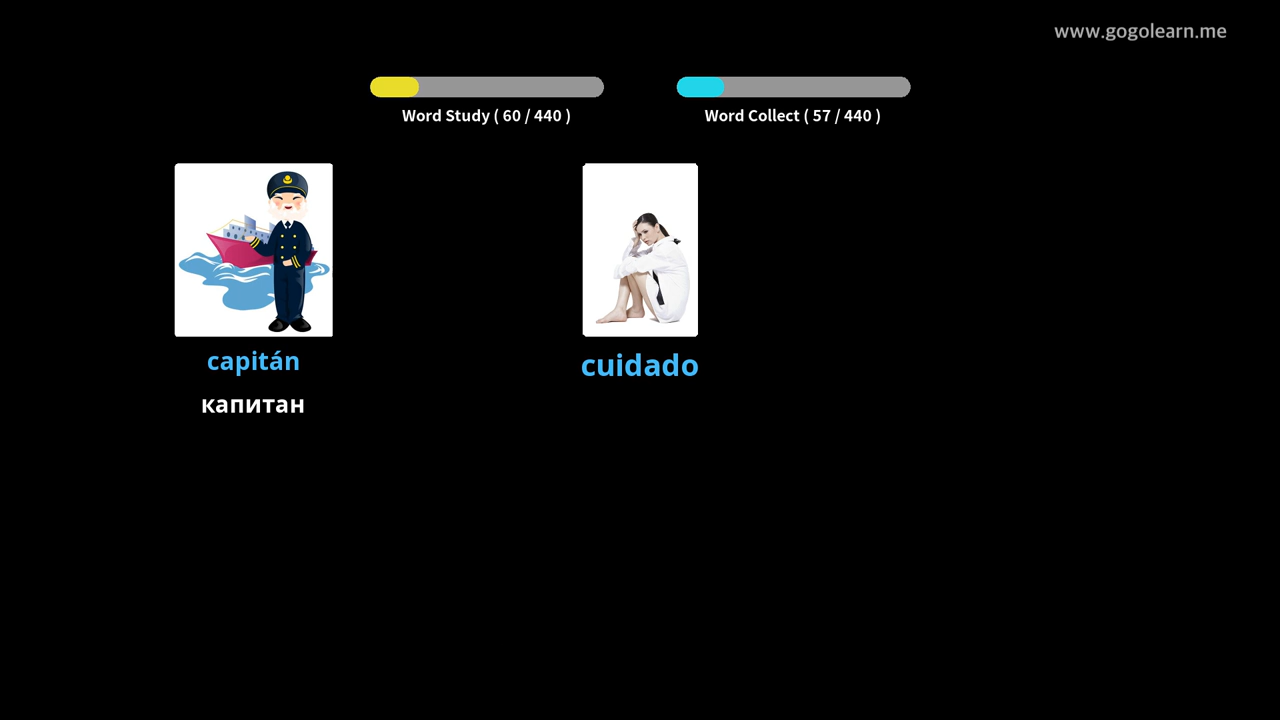 www.gogolearn.me
Word Study ( 60 / 440 )
Word Collect ( 57 / 440 )
capitán
капитан
cuidado